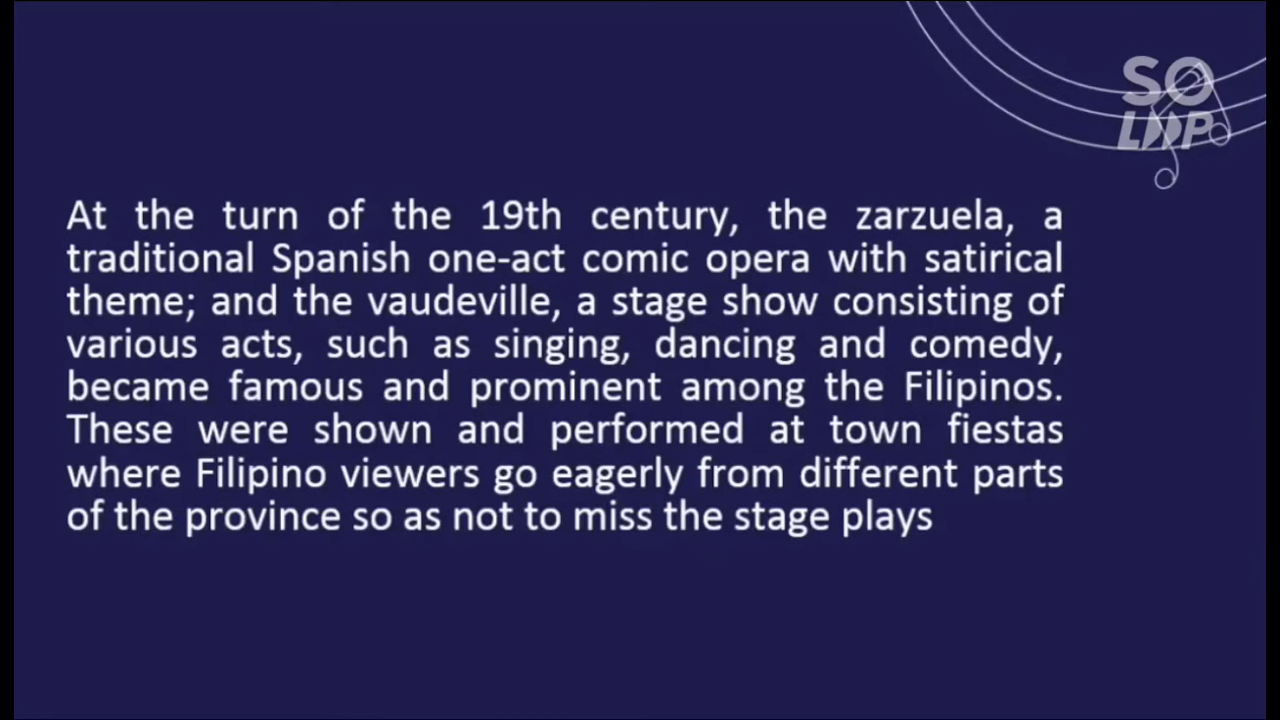 SO
LOOP
At the turn of the 19th century, the zarzuela, a
traditional Spanish one-act comic opera with satirical
theme; and the vaudeville, a stage show consisting of
various acts, such as singing, dancing and comedy,
became famous and prominent among the Filipinos.
These were shown and performed at town fiestas
where Filipino viewers go eagerly from different parts
of the province so as not to miss the stage plays